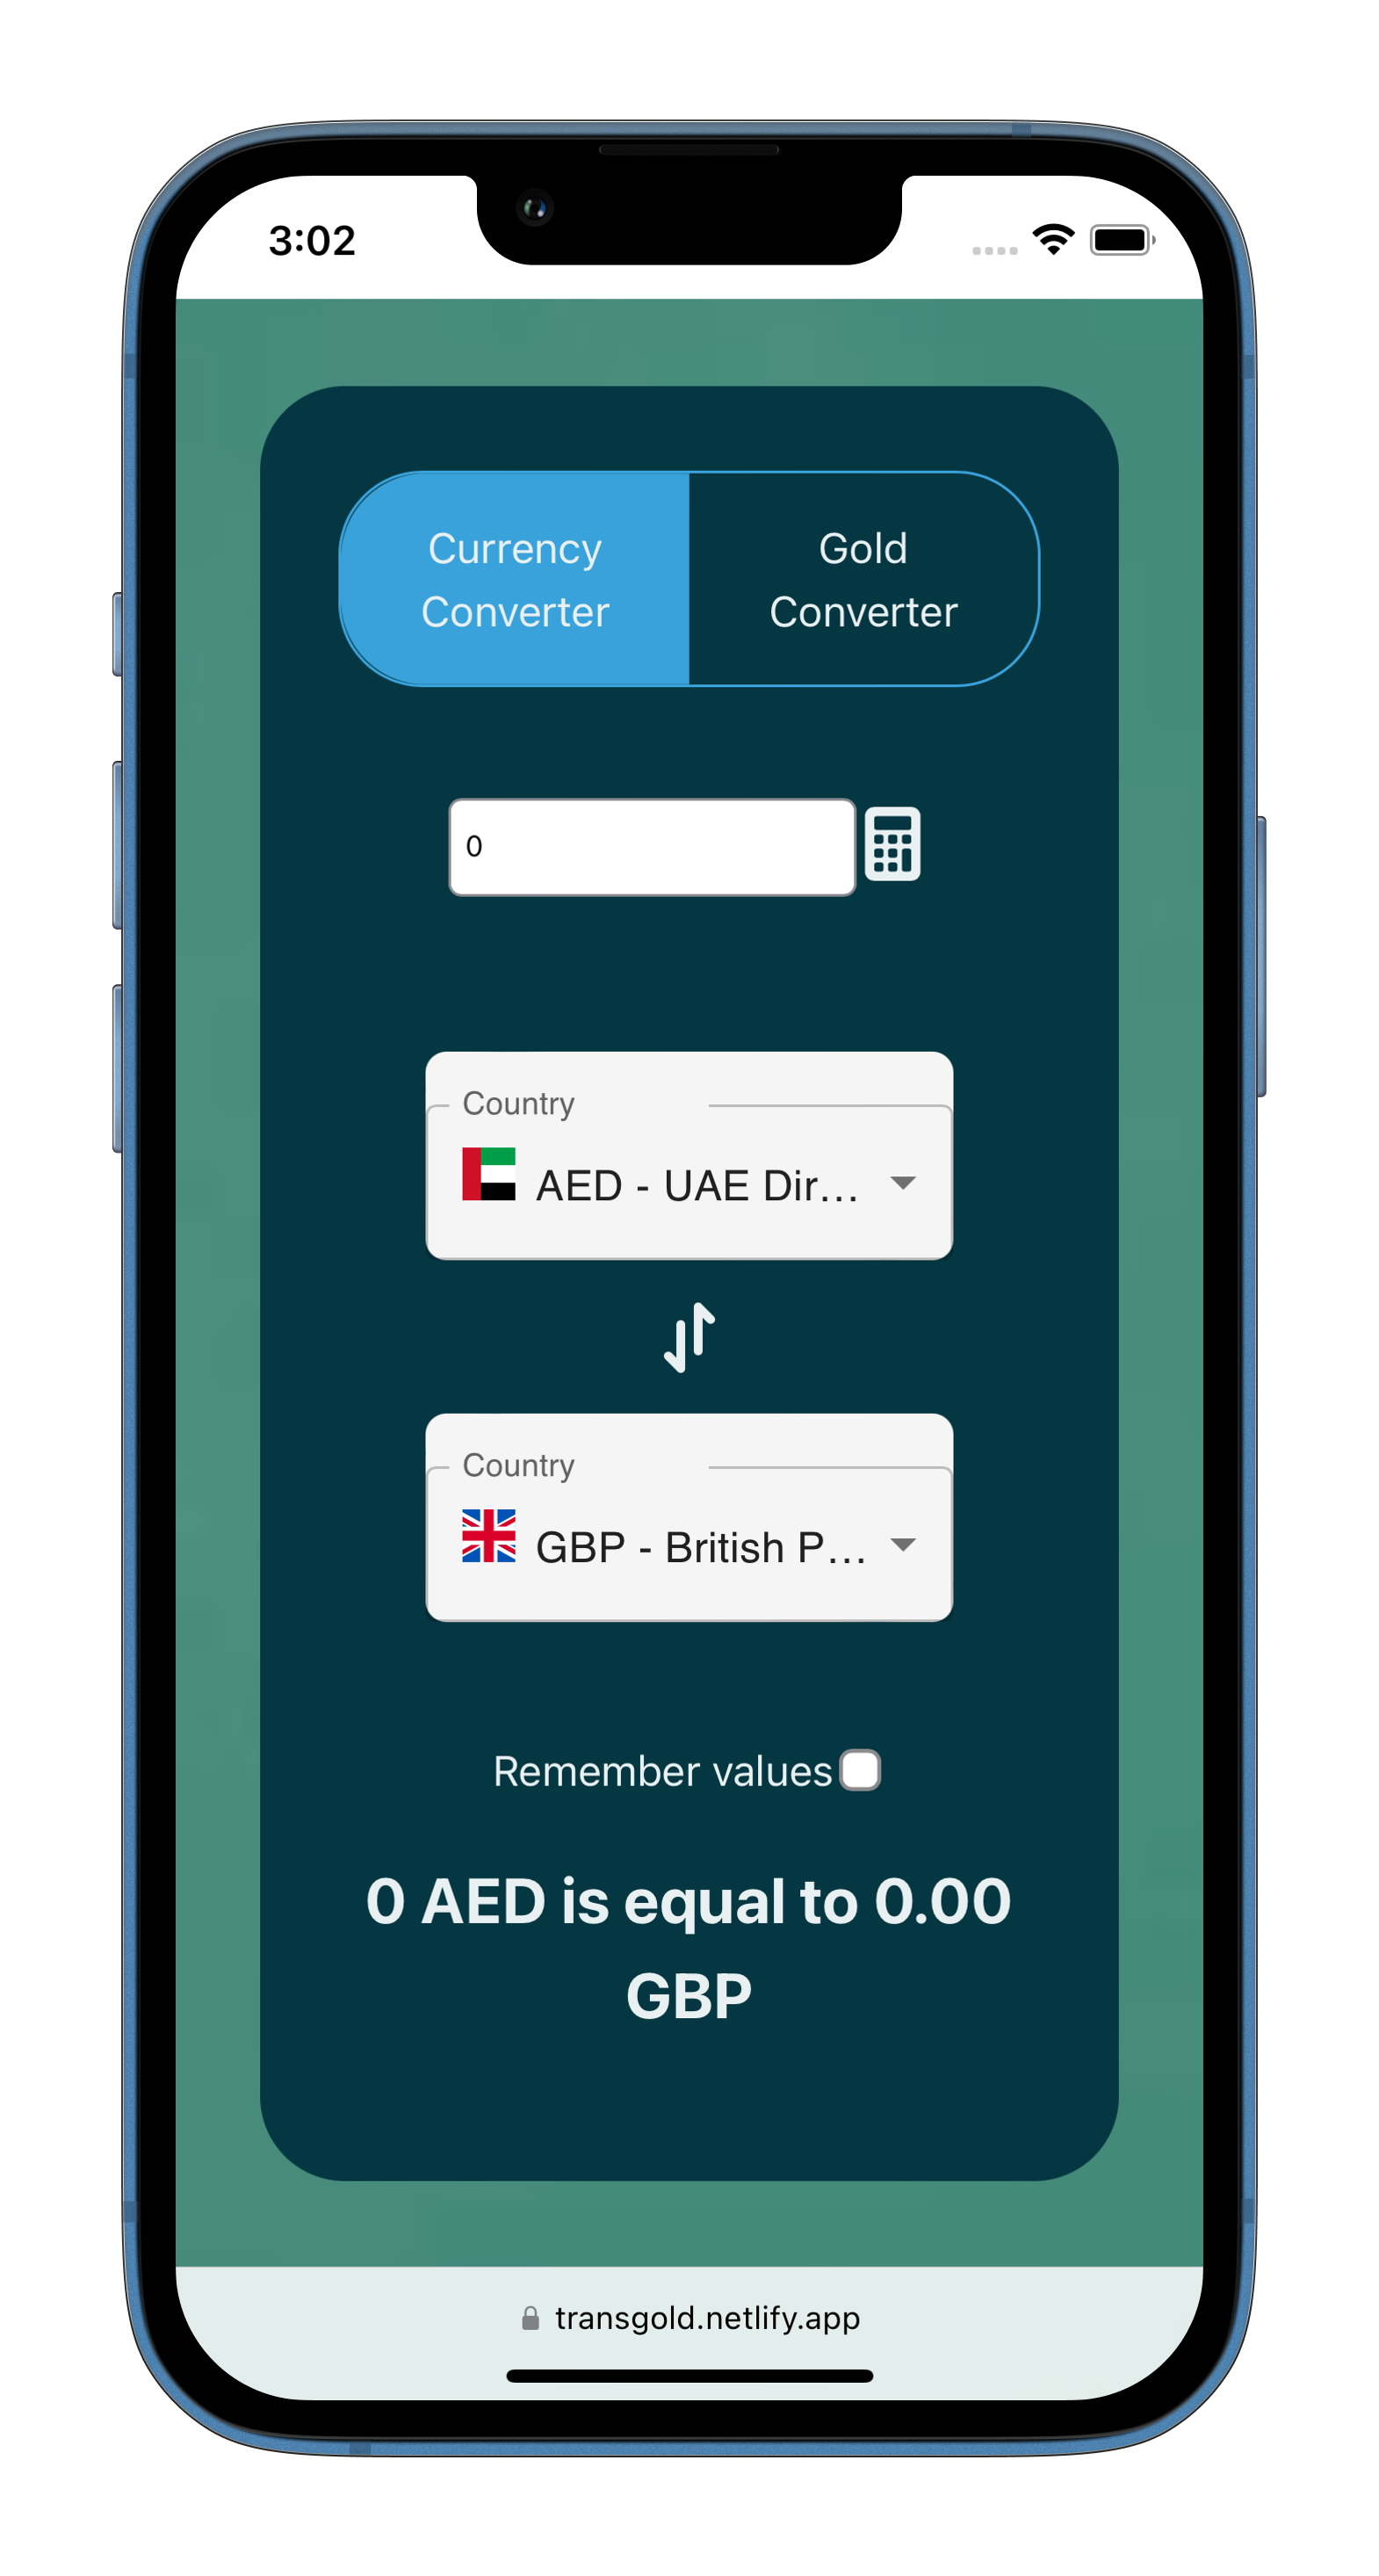 3:02
Currency
Converter
Gold
Converter
0
Country
AED - UAE Dir...
Country
GBP - British P...
Remember values
0 AED is equal to 0.00
GBP
transgold.netlify.app